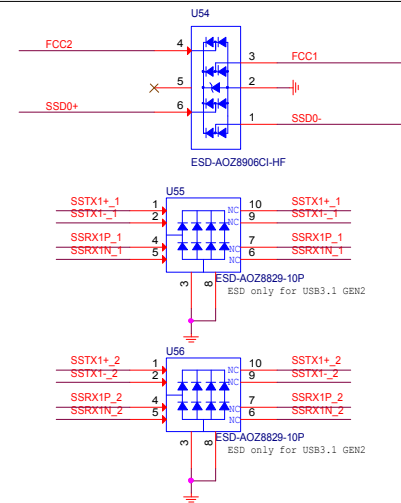 U54
FCC2 4 3 FCC1
5 2
SSD0+ 6 1 SSD0-
ESD-AOZ8906CI-HF
U55
SSTX1+_1 1 NC 10 SSTX1+_1
SSTX1-_1 2 NC 9 SSTX1-_1
SSRX1P_1 4 NC 7 SSRX1P_1
SSRX1N_1 5 NC 6 SSRX1N_1
3 8 ESD-AOZ8829-10P
ESD only for USB3.1 GEN2
U56
SSTX1+_2 1 NC 10 SSTX1+_2
SSTX1-_2 2 NC 9 SSTX1-_2
SSRX1P_2 4 NC 7 SSRX1P_2
SSRX1N_2 5 NC 6 SSRX1N_2
3 8 ESD-AOZ8829-10P
ESD only for USB3.1 GEN2